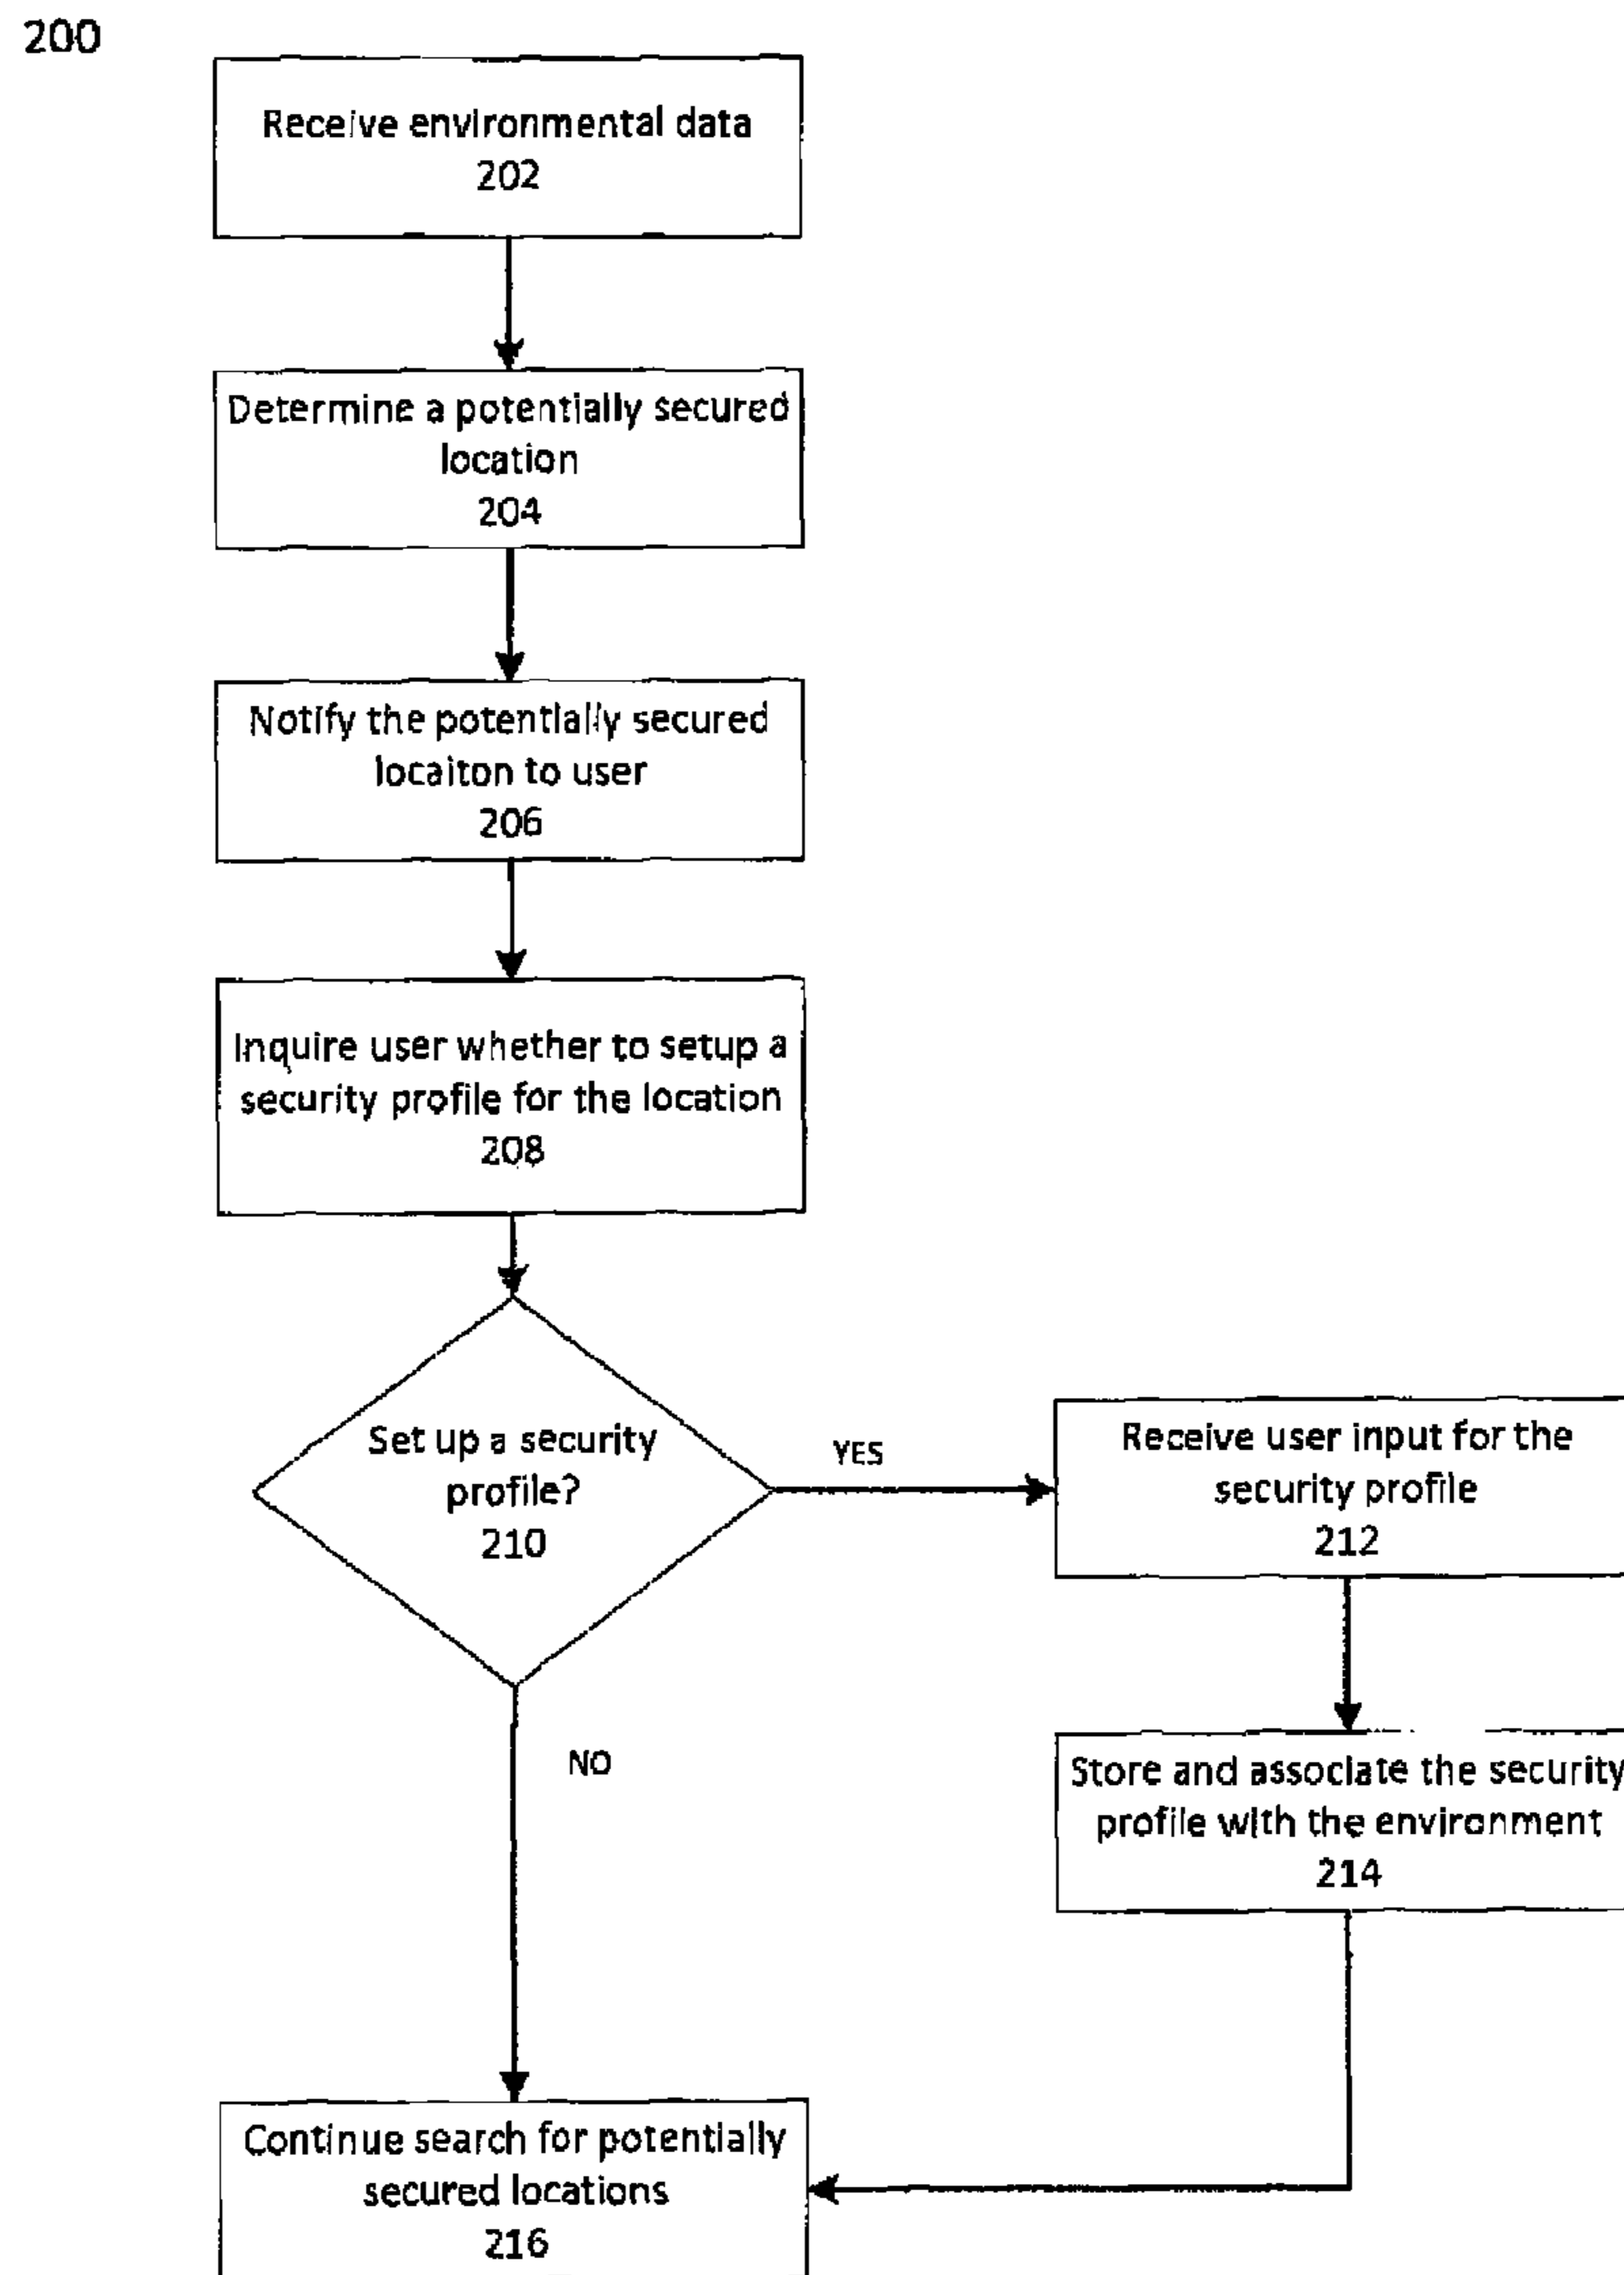 200
Receive environmental data
202
Determine a potentially secured
location
204
Notify the potentially secured
locaiton to user
206
Inquire user whether to setup a
security profile for the location
208
Set up a security
profile?
210
YES
Receive user input for the
security profile
212
NO
Store and associate the security
profile with the environment
214
Continue search for potentially
secured locations
216